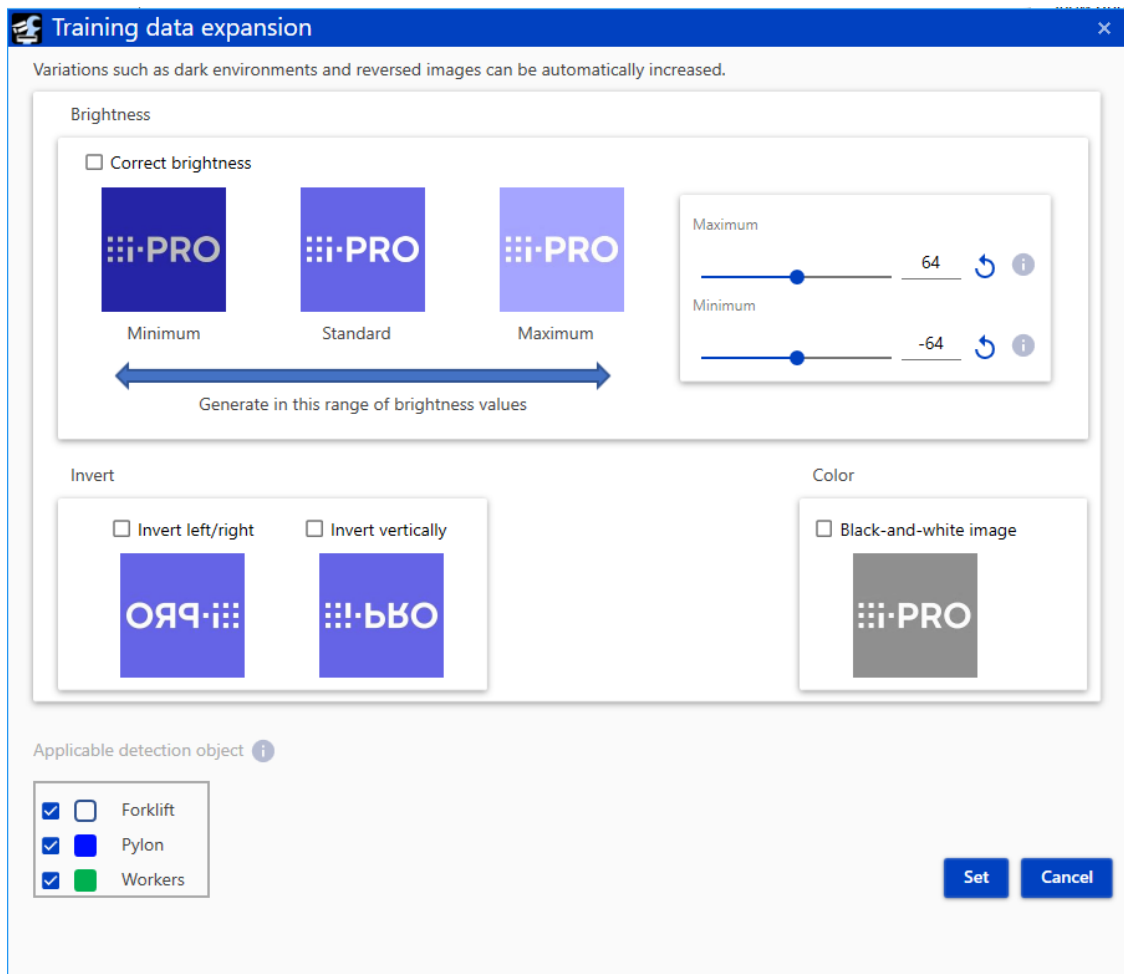 Training data expansion
Variations such as dark environments and reversed images can be automatically increased.
Brightness
Correct brightness
i-PRO
i-PRO
i-PRO
Minimum
Standard
Maximum
Generate in this range of brightness values
Maximum
64
Minimum
-64
Invert
Color
Invert left/right
Invert vertically
Black-and-white image
i-PRO
i-PRO
i-PRO
Applicable detection object
Forklift
Pylon
Workers
Set
Cancel